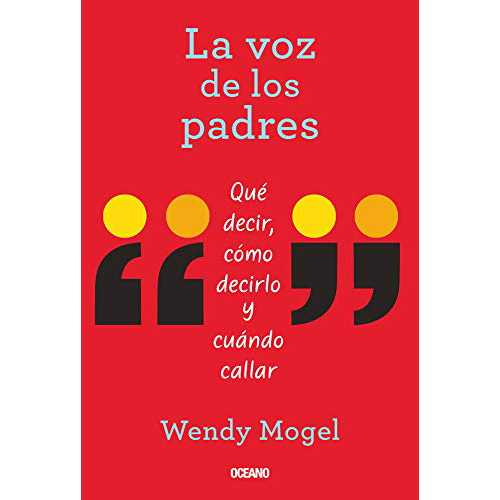 La voz
de los
padres
Qué
decir,
cómo
decirlo
y
cuándo
callar
Wendy Mogel
OCEANO